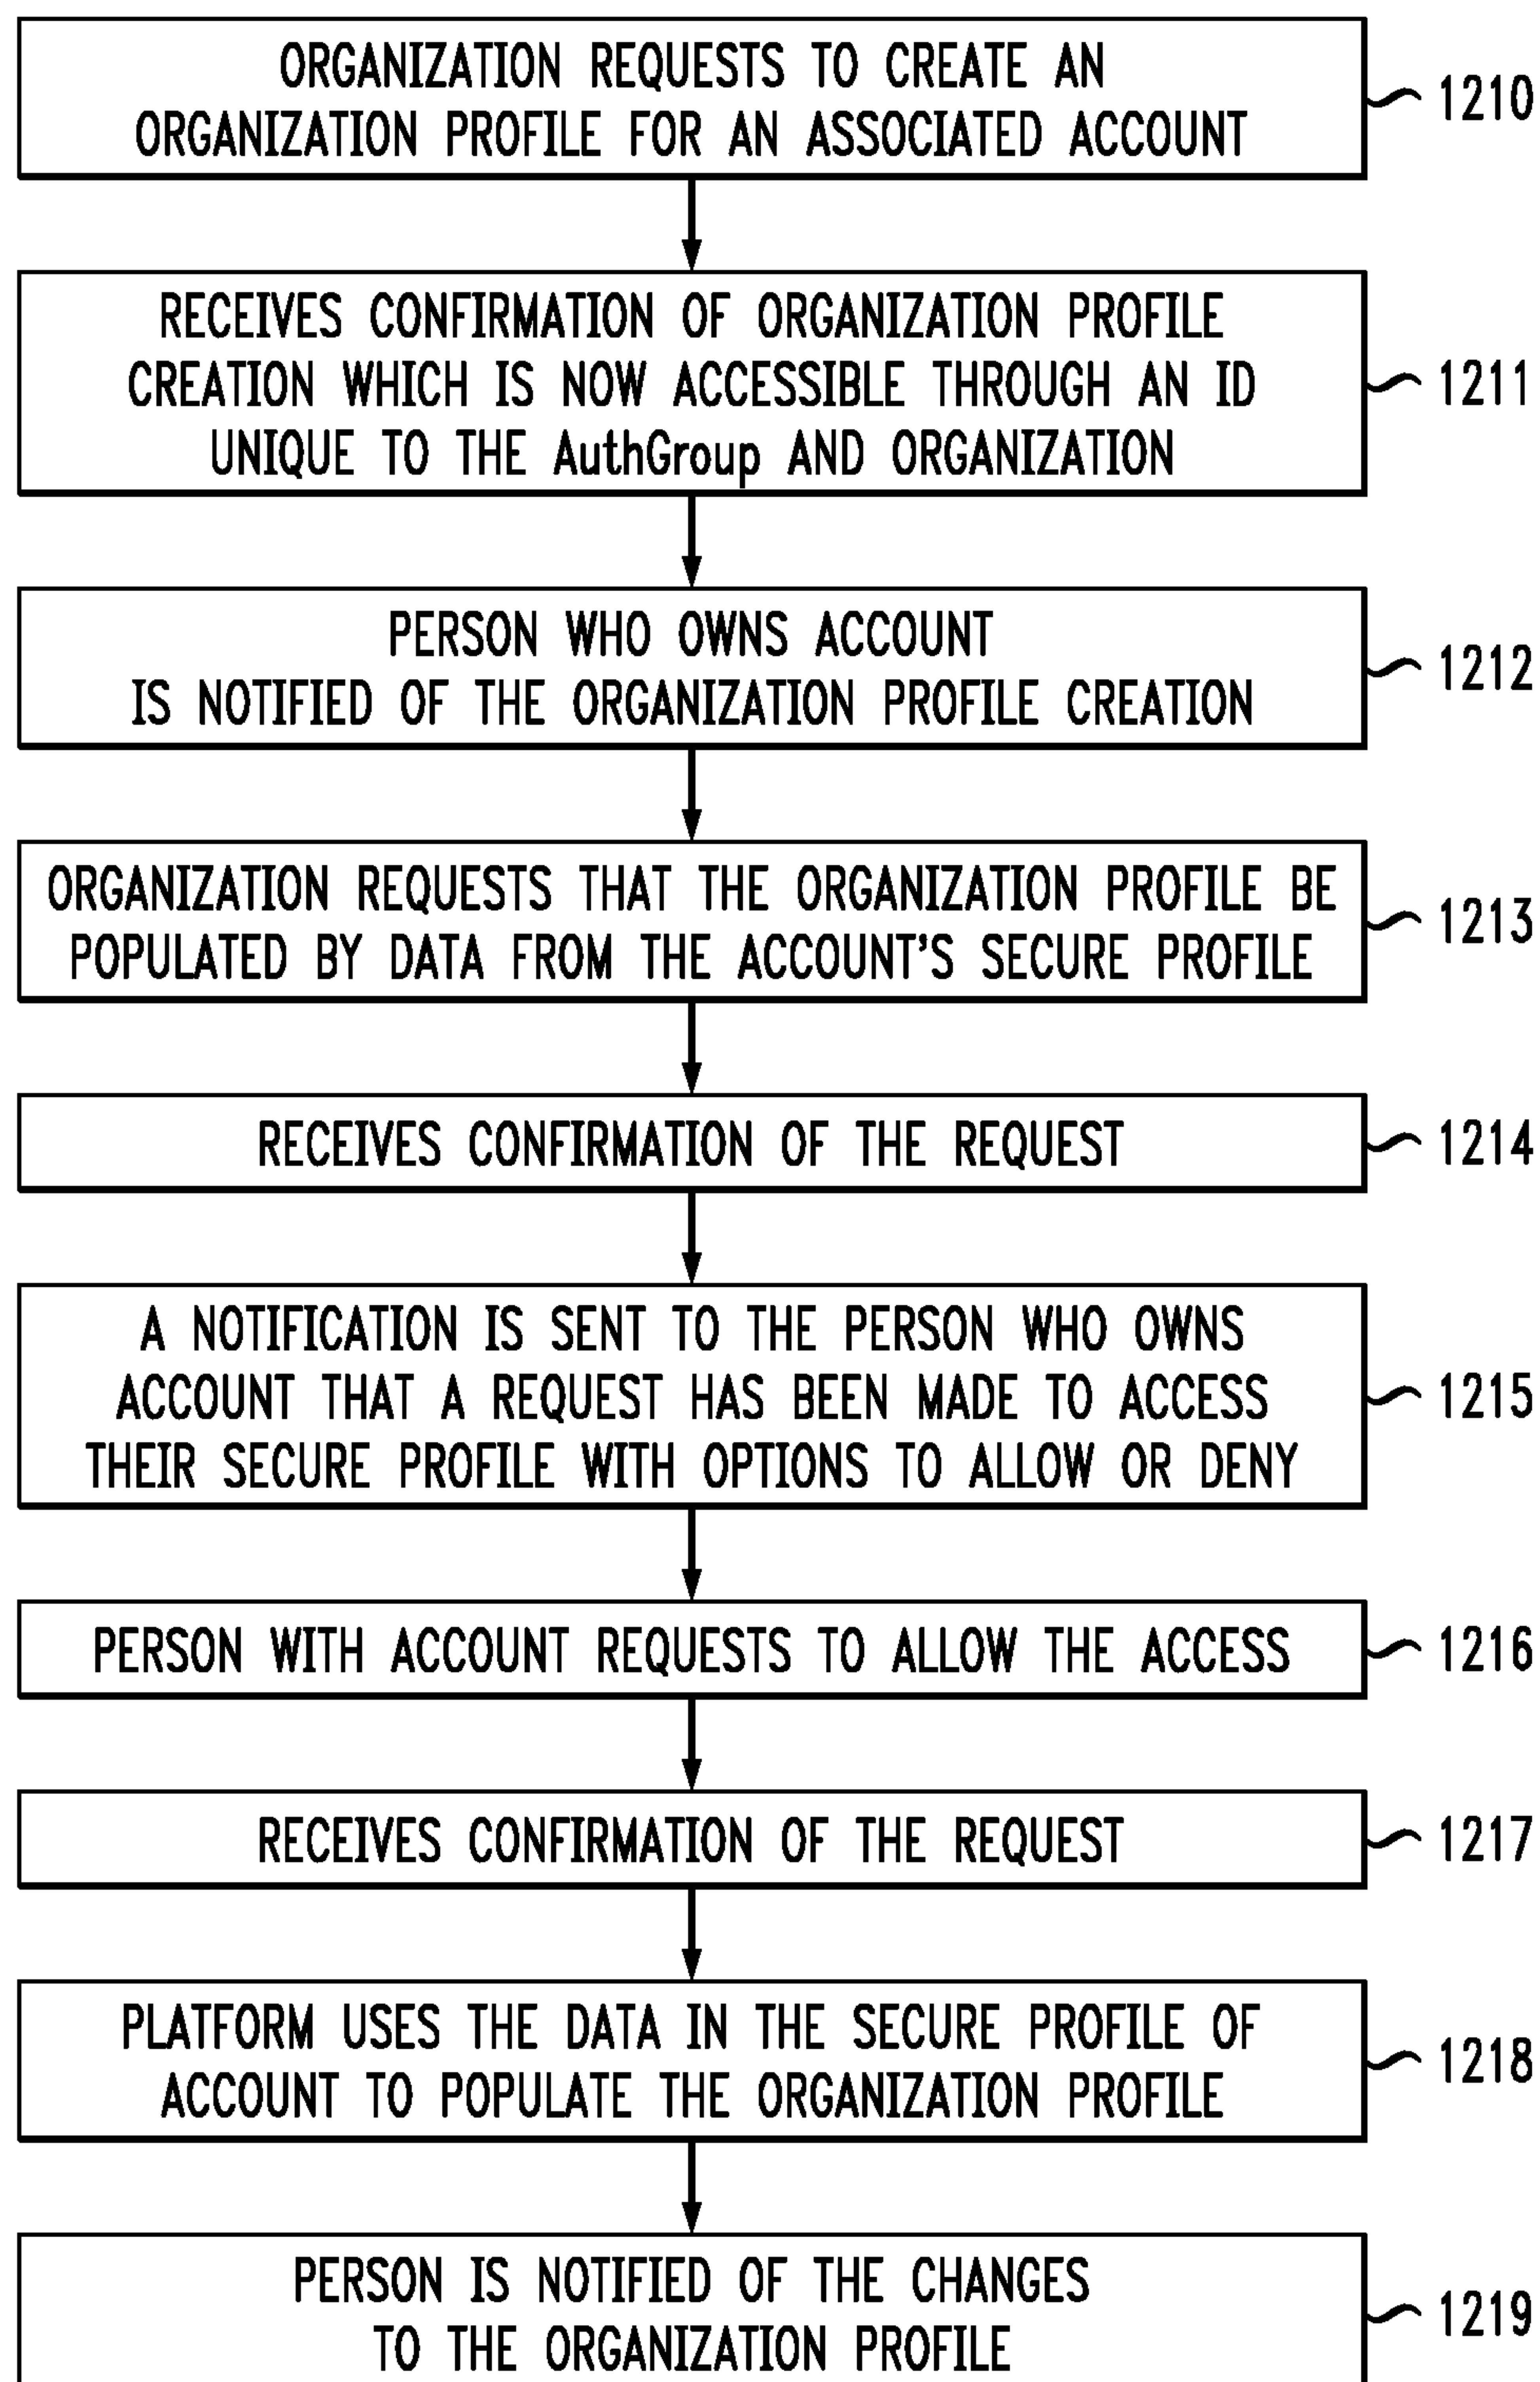 ORGANIZATION REQUESTS TO CREATE AN
ORGANIZATION PROFILE FOR AN ASSOCIATED ACCOUNT
1210
RECEIVES CONFIRMATION OF ORGANIZATION PROFILE
CREATION WHICH IS NOW ACCESSIBLE THROUGH AN ID
UNIQUE TO THE AuthGroup AND ORGANIZATION
1211
PERSON WHO OWNS ACCOUNT
IS NOTIFIED OF THE ORGANIZATION PROFILE CREATION
1212
ORGANIZATION REQUESTS THAT THE ORGANIZATION PROFILE BE
POPULATED BY DATA FROM THE ACCOUNT'S SECURE PROFILE
1213
RECEIVES CONFIRMATION OF THE REQUEST
1214
A NOTIFICATION IS SENT TO THE PERSON WHO OWNS
ACCOUNT THAT A REQUEST HAS BEEN MADE TO ACCESS
THEIR SECURE PROFILE WITH OPTIONS TO ALLOW OR DENY
1215
PERSON WITH ACCOUNT REQUESTS TO ALLOW THE ACCESS
1216
RECEIVES CONFIRMATION OF THE REQUEST
1217
PLATFORM USES THE DATA IN THE SECURE PROFILE OF
ACCOUNT TO POPULATE THE ORGANIZATION PROFILE
1218
PERSON IS NOTIFIED OF THE CHANGES
TO THE ORGANIZATION PROFILE
1219